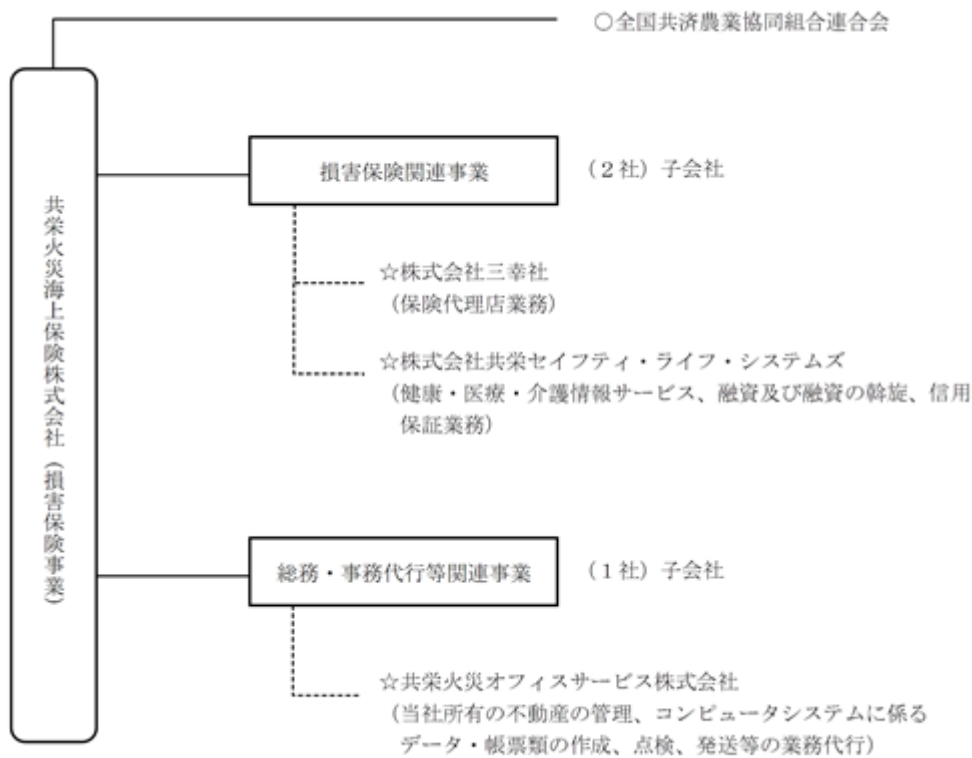 ○全国共済農業協同組合連合会
共栄火災海上保険株式会社（損害保険事業）
損害保険関連事業
（２社）子会社
☆株式会社三幸社
（保険代理店業務）
☆株式会社共栄セイフティ・ライフ・システムズ
（健康・医療・介護情報サービス、融資及び融資の斡旋、信用
保証業務）
総務・事務代行等関連事業
（１社）子会社
☆共栄火災オフィスサービス株式会社
（当社所有の不動産の管理、コンピュータシステムに係る
データ・帳票類の作成、点検、発送等の業務代行）